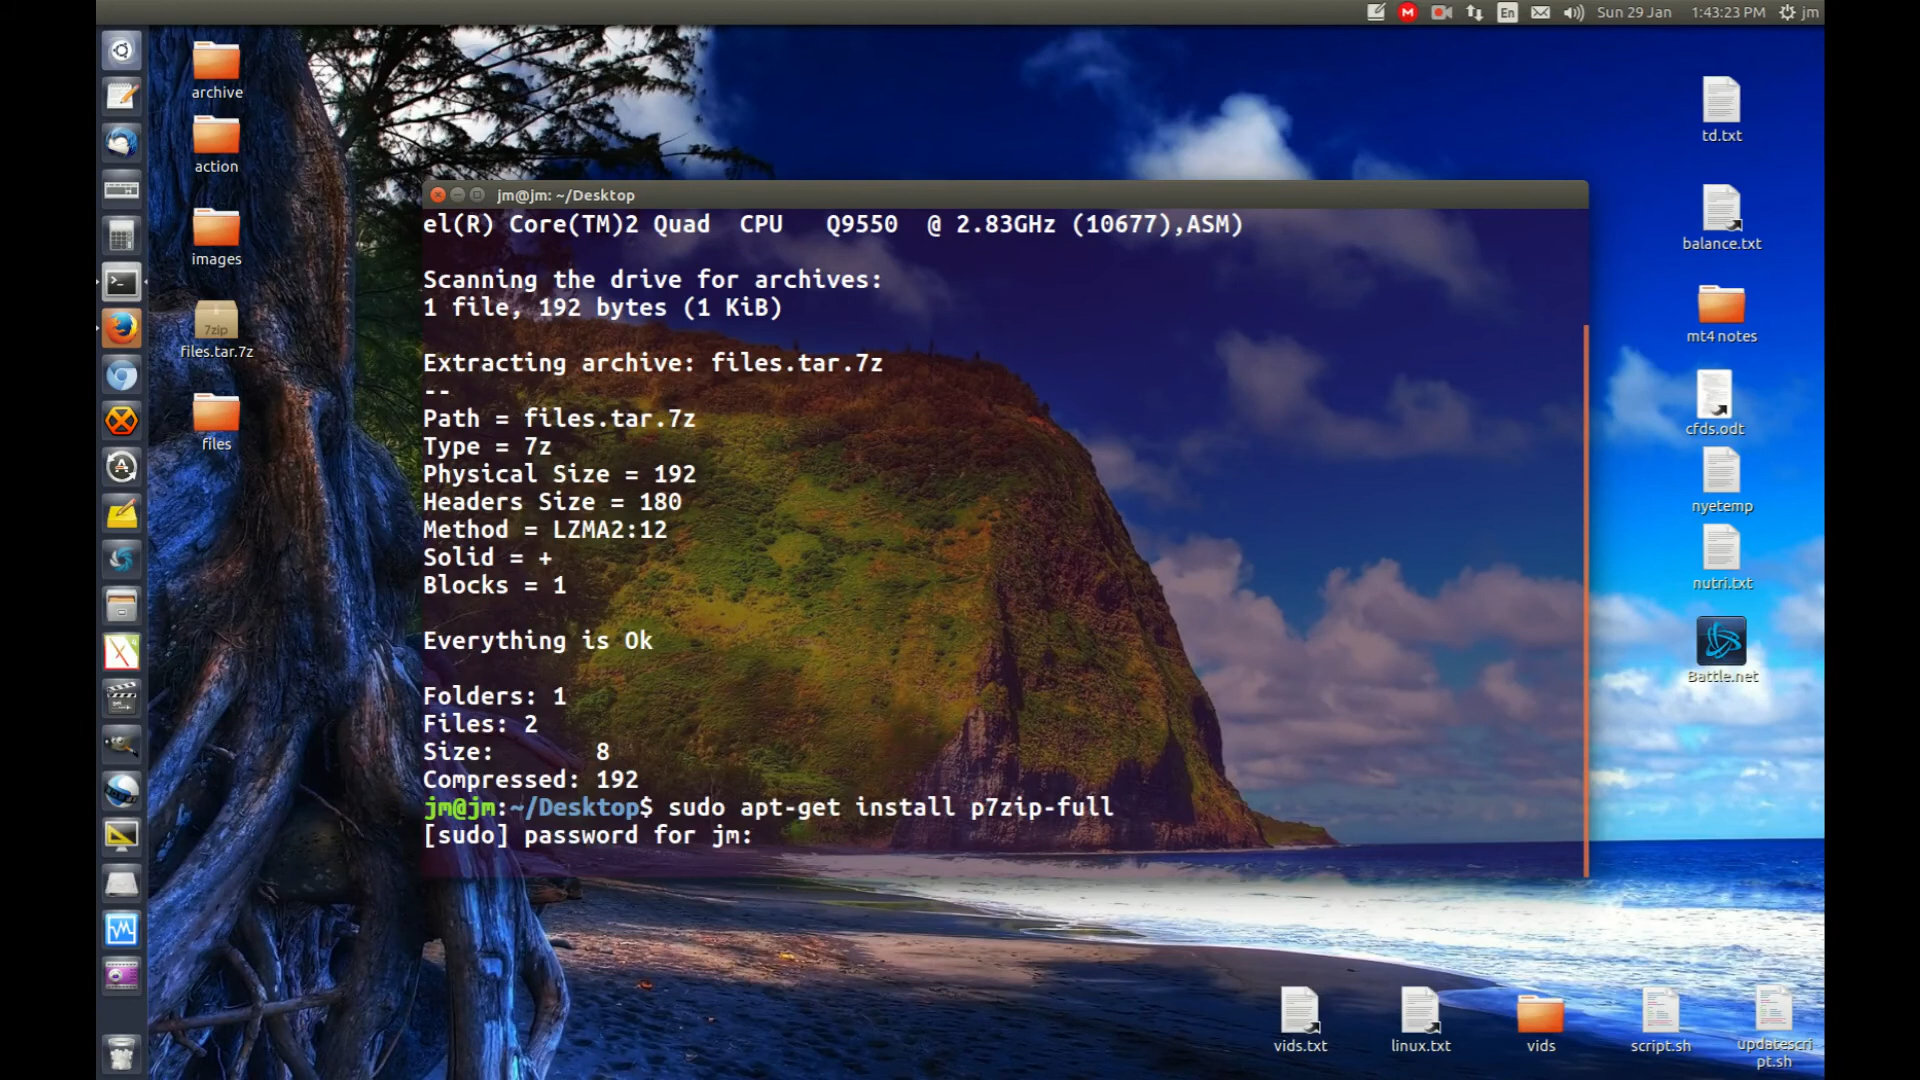 En
Sun 29 Jan
1:43:23 PM
jm
archive
action
images
7zip
files.tar.7z
files
td.txt
balance.txt
mt4 notes
cfds.odt
nyetemp
nutri.txt
Battle.net
jm@jm: ~/Desktop
el(R) Core(TM)2 Quad  CPU   Q9550  @ 2.83GHz (10677),ASM)
Scanning the drive for archives:
1 file, 192 bytes (1 KiB)
Extracting archive: files.tar.7z
--
Path = files.tar.7z
Type = 7z
Physical Size = 192
Headers Size = 180
Method = LZMA2:12
Solid = +
Blocks = 1
Everything is Ok
Folders: 1
Files: 2
Size:       8
Compressed: 192
jm@jm:~/Desktop$ sudo apt-get install p7zip-full
[sudo] password for jm:
vids.txt
linux.txt
vids
script.sh
updatescri
pt.sh